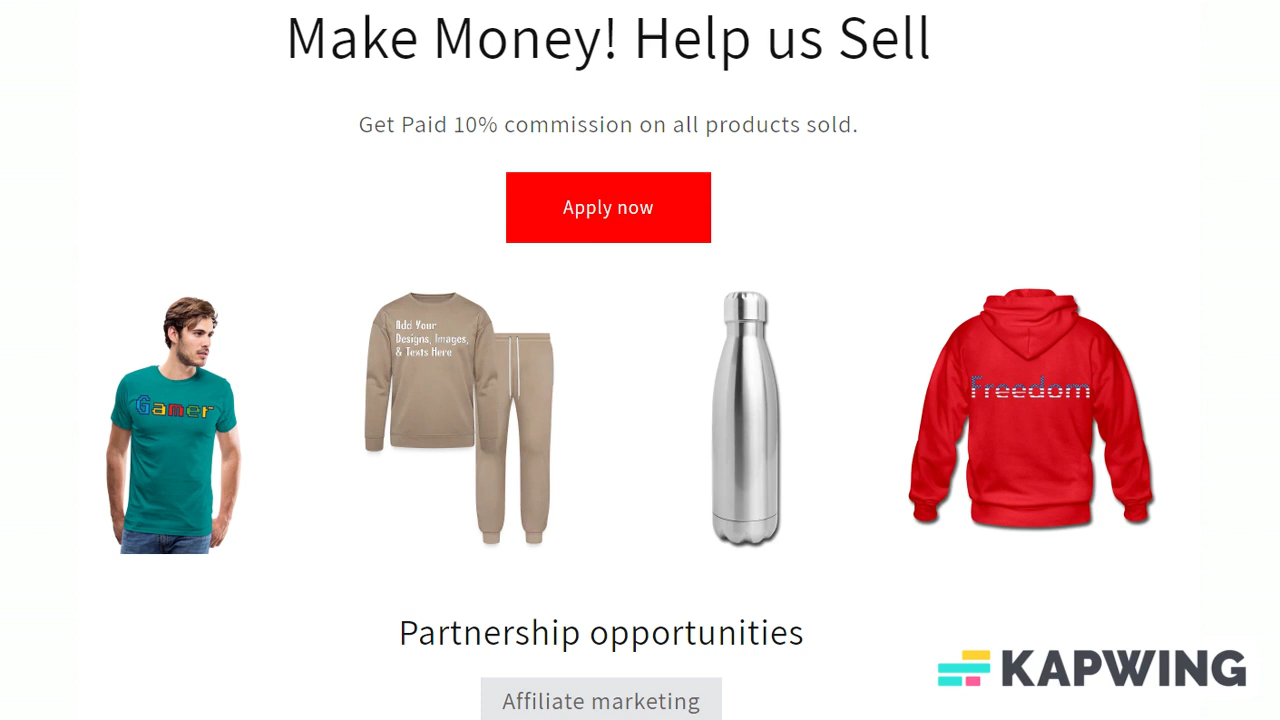 Make Money! Help us Sell
Get Paid 10% commission on all products sold.
Apply now
Gamer
Add Your
Designs, Images,
& Texts Here
Freedom
Partnership opportunities
KAPWING
Affiliate marketing